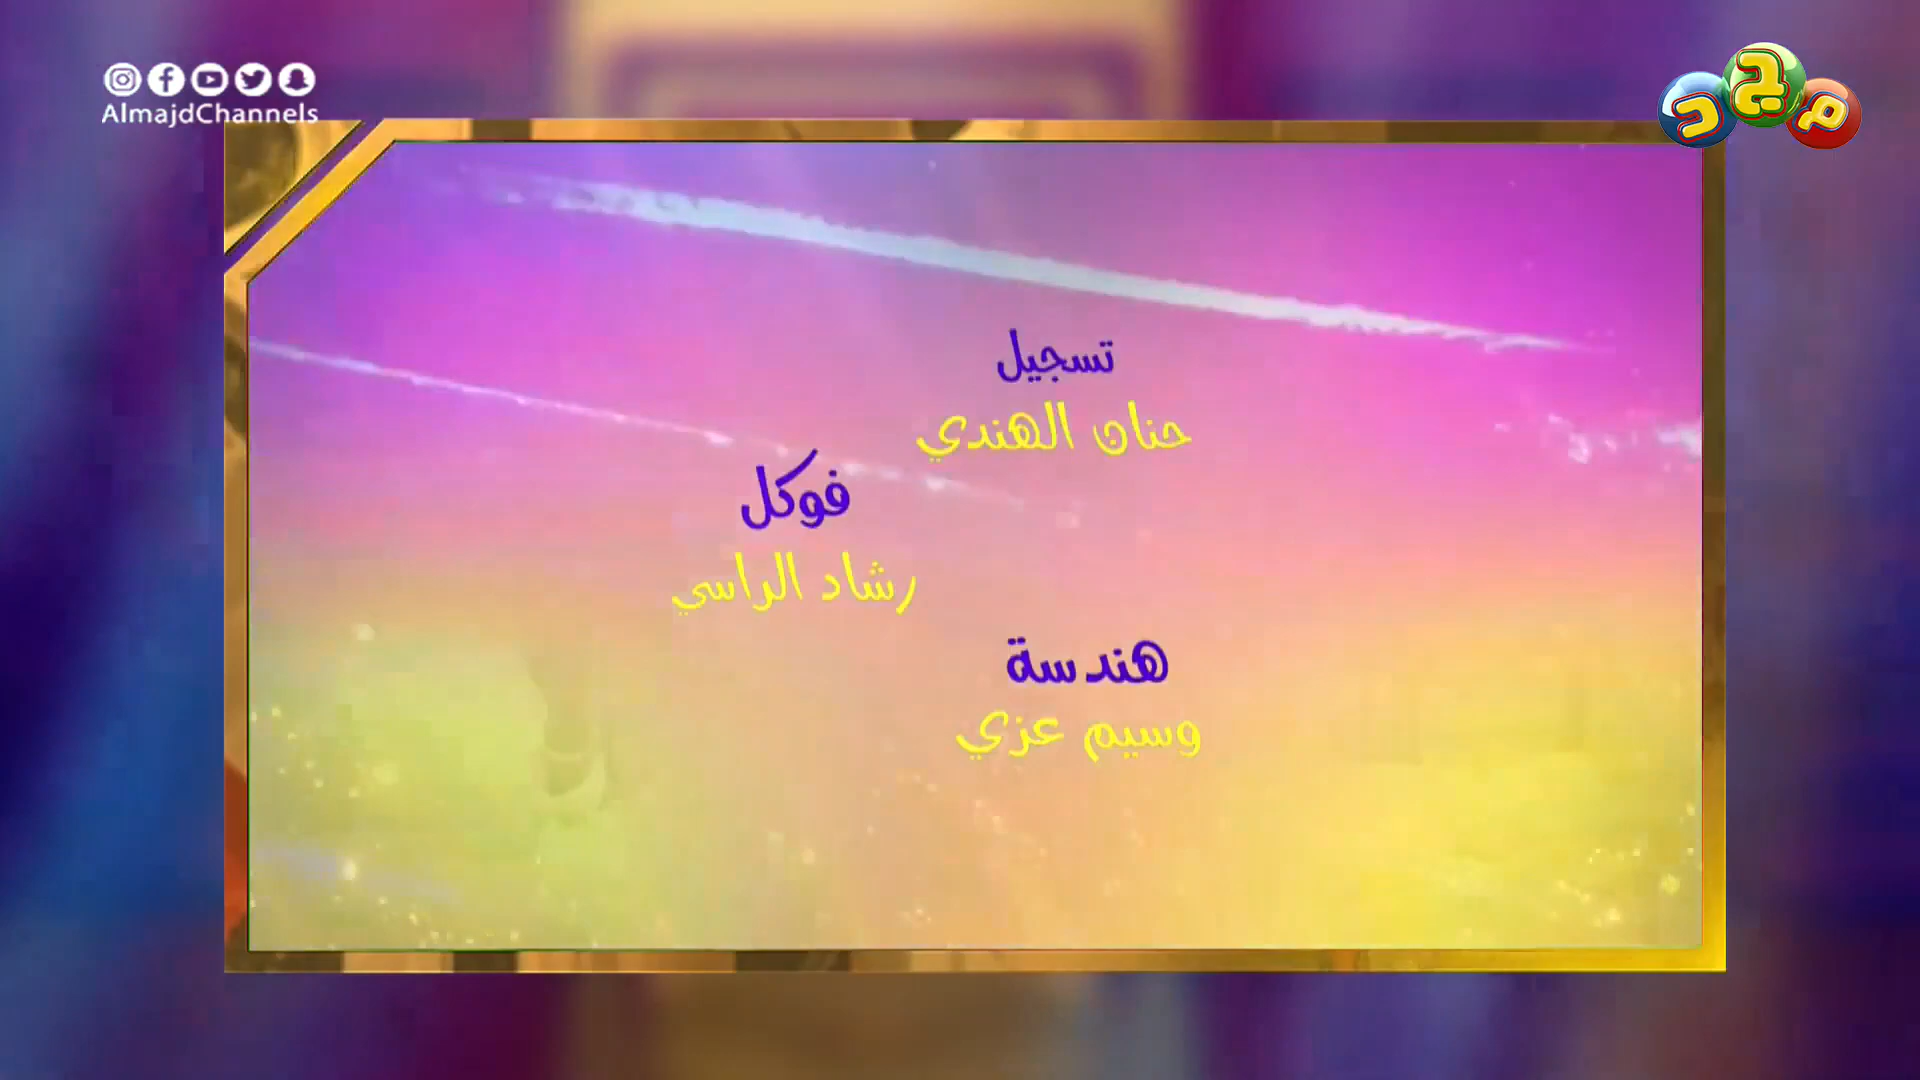 AlmajdChannels
مجد
تسجيل
حنان الهندي
فوكل
رشاد الراسي
هندسة
وسيم عزي